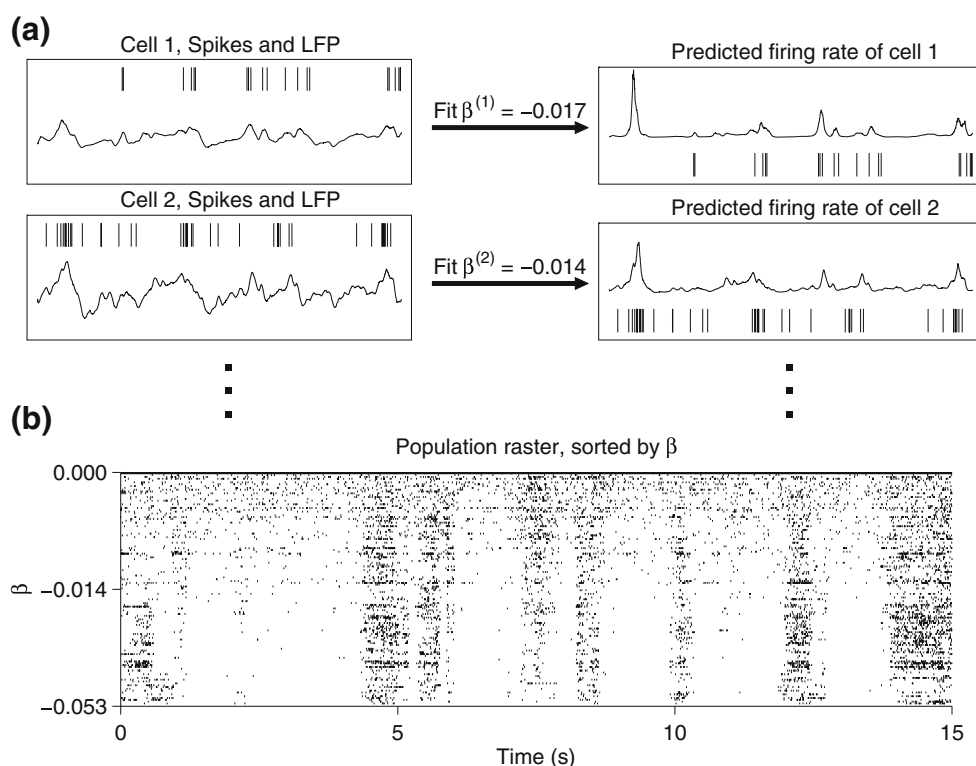 (a)
Cell 1, Spikes and LFP
Predicted firing rate of cell 1
Fit β(1) = −0.017
Cell 2, Spikes and LFP
Predicted firing rate of cell 2
Fit β(2) = −0.014
(b)
Population raster, sorted by β
0.000
β
−0.014
−0.053
0
5
10
15
Time (s)